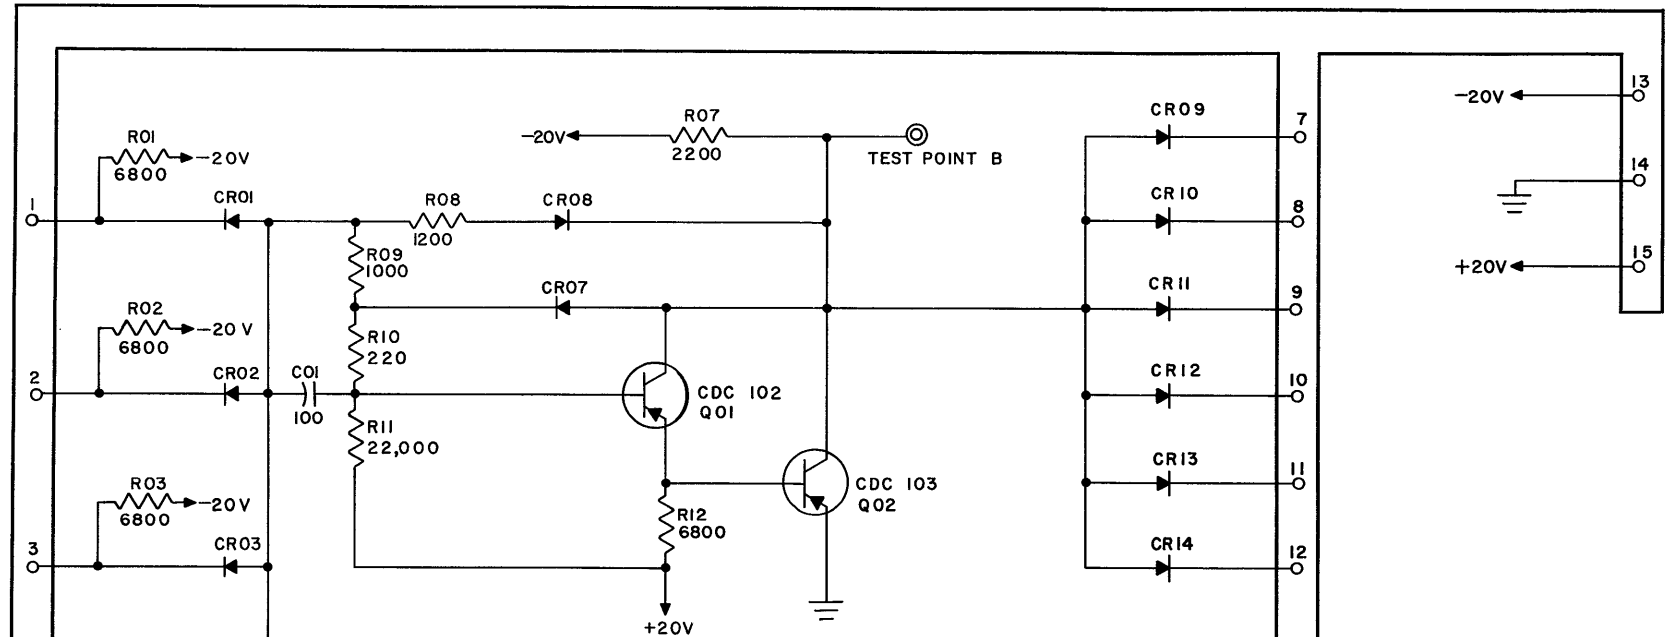 R01
6800
−20V
1
CR01
R02
6800
−20 V
2
CR02
C01
100
R03
6800
−20V
3
CR03
−20V
R07
2200
TEST POINT B
R08
1200
CR08
R09
1000
CR07
R10
220
R11
22,000
CDC 102
Q01
CDC 103
Q02
R12
6800
+20V
CR09
7
CR10
8
CR11
9
CR12
10
CR13
11
CR14
12
−20V
13
14
+20V
15